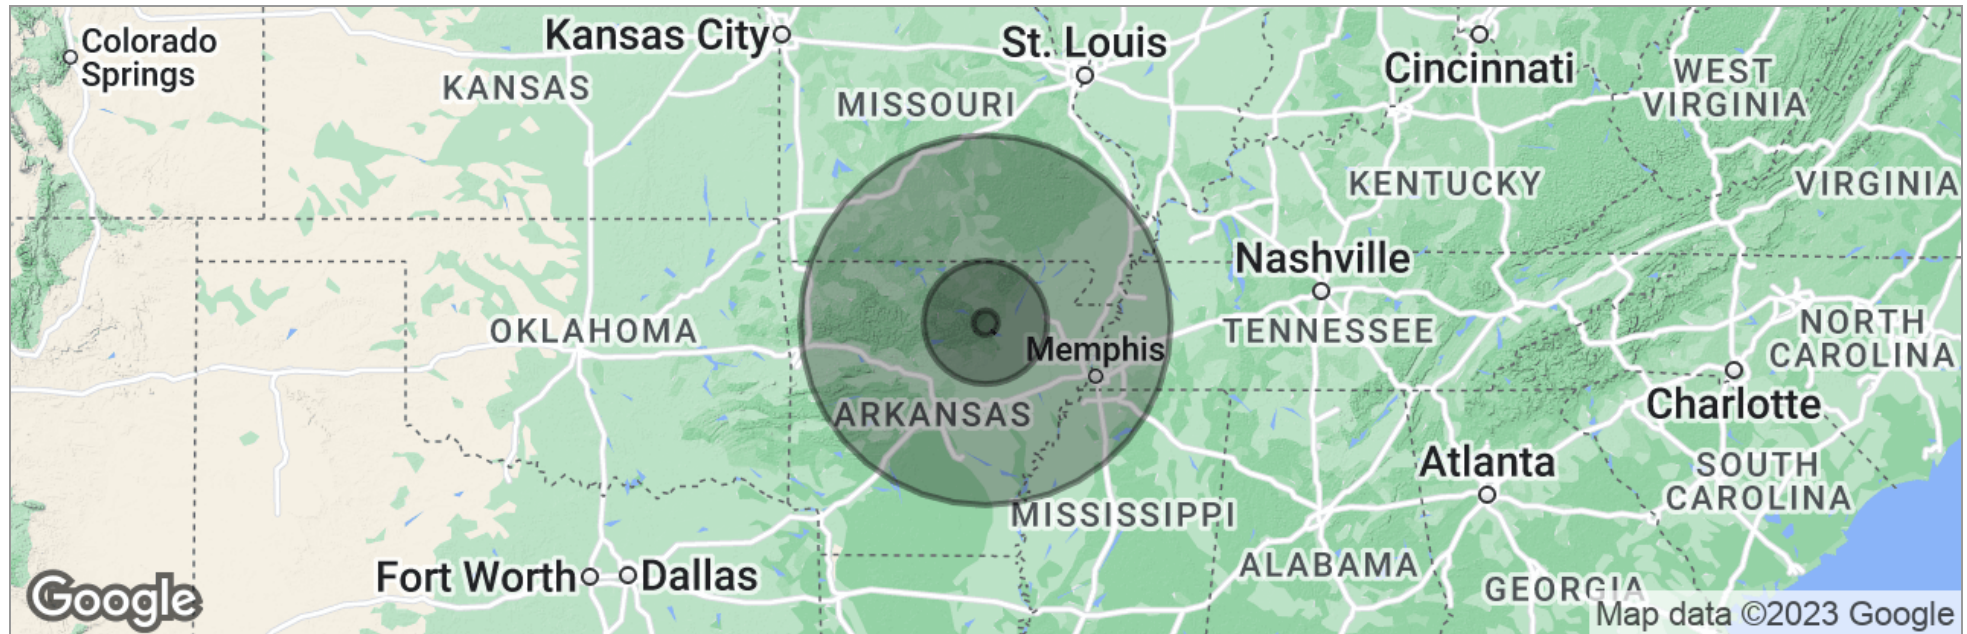 Colorado
Springs
Kansas City
St. Louis
Cincinnati
KANSAS
MISSOURI
WEST
VIRGINIA
KENTUCKY
VIRGINIA
Nashville
OKLAHOMA
Memphis
TENNESSEE
NORTH
CAROLINA
ARKANSAS
Charlotte
Atlanta
SOUTH
CAROLINA
MISSISSIPPI
ALABAMA
Fort Worth
Dallas
GEORGIA
Google
Map data ©2023 Google